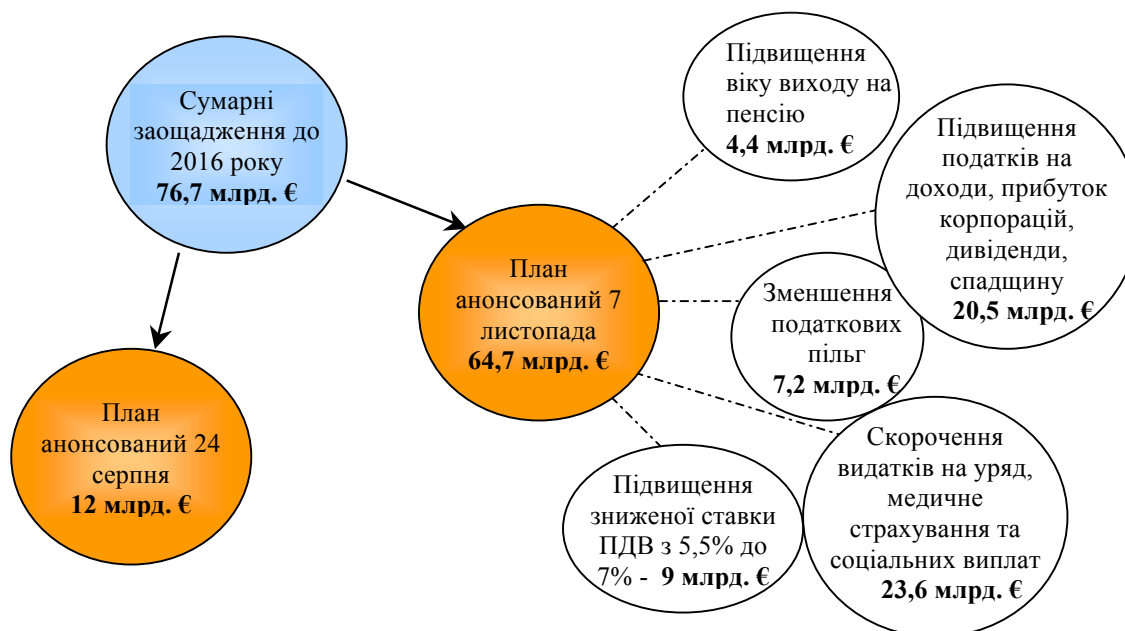 Сумарні
заощадження до
2016 року
76,7 млрд. €
План
анонсований 24
серпня
12 млрд. €
План
анонсований 7
листопада
64,7 млрд. €
Підвищення
віку виходу на
пенсію
4,4 млрд. €
Підвищення
податків на
доходи, прибуток
корпорацій,
дивіденди,
спадщину
20,5 млрд. €
Зменшення
податкових
пільг
7,2 млрд. €
Скорочення
видатків на уряд,
медичне
страхування та
соціальних виплат
23,6 млрд. €
Підвищення
зниженої ставки
ПДВ з 5,5% до
7% - 9 млрд. €